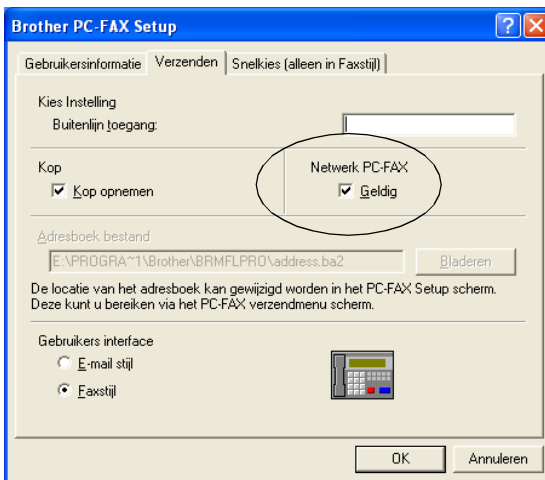 Brother PC-FAX Setup
Gebruikersinformatie Verzenden Snelkies (alleen in Faxstijl)
Kies Instelling
Buitenlijn toegang:
Kop Netwerk PC-FAX
Kop opnemen Geldig
Adresboek bestand
E:\PROGRA~1\Brother\BRMFLPRO\address.ba2 Bladeren
De locatie van het adresboek kan gewijzigd worden in het PC-FAX Setup scherm.
Deze kunt u bereiken via het PC-FAX verzendmenu scherm.
Gebruikers interface
E-mail stijl
Faxstijl
OK Annuleren